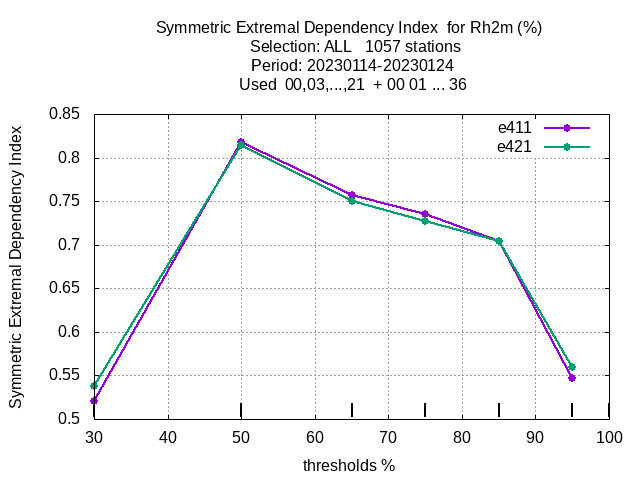 Symmetric Extremal Dependency Index  for Rh2m (%)
Selection: ALL   1057 stations
Period: 20230114-20230124
Used  00,03,...,21  + 00 01 ... 36
Symmetric Extremal Dependency Index
0.85
0.8
0.75
0.7
0.65
0.6
0.55
0.5
e411
e421
30 40 50 60 70 80 90 100
thresholds %